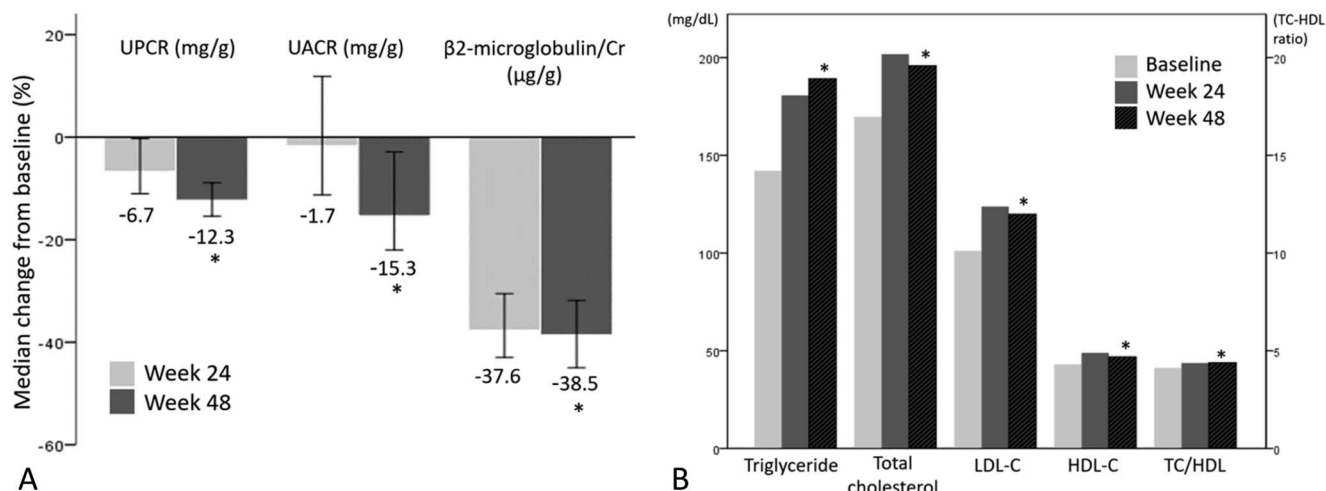 UPCR (mg/g)
UACR (mg/g)
β2-microglobulin/Cr
(µg/g)
Median change from baseline (%)
20
0
-20
-40
-60
-6.7
-12.3
*
-1.7
-15.3
*
-37.6
-38.5
*
Week 24
Week 48
A
(mg/dL)
(TC-HDL
ratio)
200
150
100
50
0
20
15
10
5
0
Baseline
Week 24
Week 48
*
*
*
*
*
Triglyceride
Total
cholesterol
LDL-C
HDL-C
TC/HDL
B